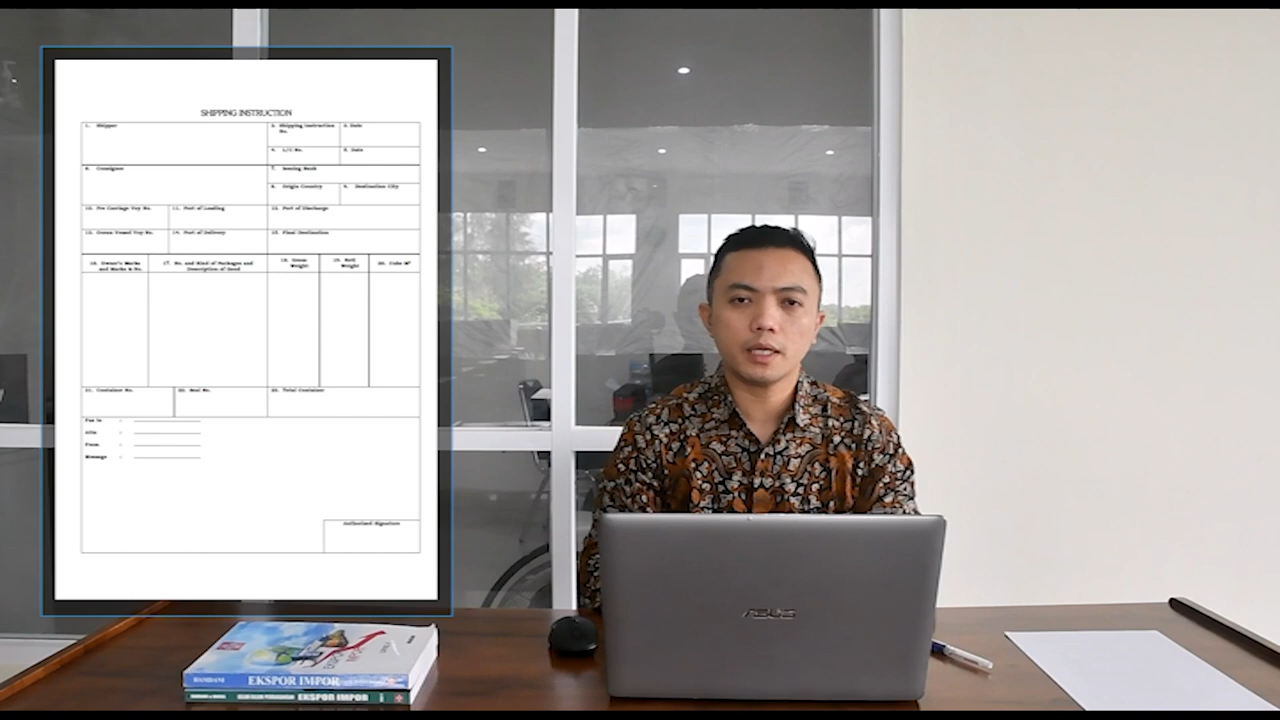 SHIPPING INSTRUCTION
1. Shipper
2. Shipping Instruction No.
3. Date
4. L/C No.
5. Date
6. Consignee
7. Issuing Bank
8. Origin Country
9. Destination City
10. Pre Carriage Voy No.
11. Port of Loading
12. Port of Discharge
13. Ocean Vessel Voy No.
14. Port of Delivery
15. Final Destination
16. Owner's Marks and Marks & No.
17. No. and Kind of Packages and Description of Good
18. Gross Weight
19. Nett Weight
20. Cube M³
21. Container No.
22. Seal No.
23. Total Container
Fax to :
Attn :
From :
Message :
Authorized Signature
ASUS
EKSPOR IMPOR
EKSPOR IMPOR